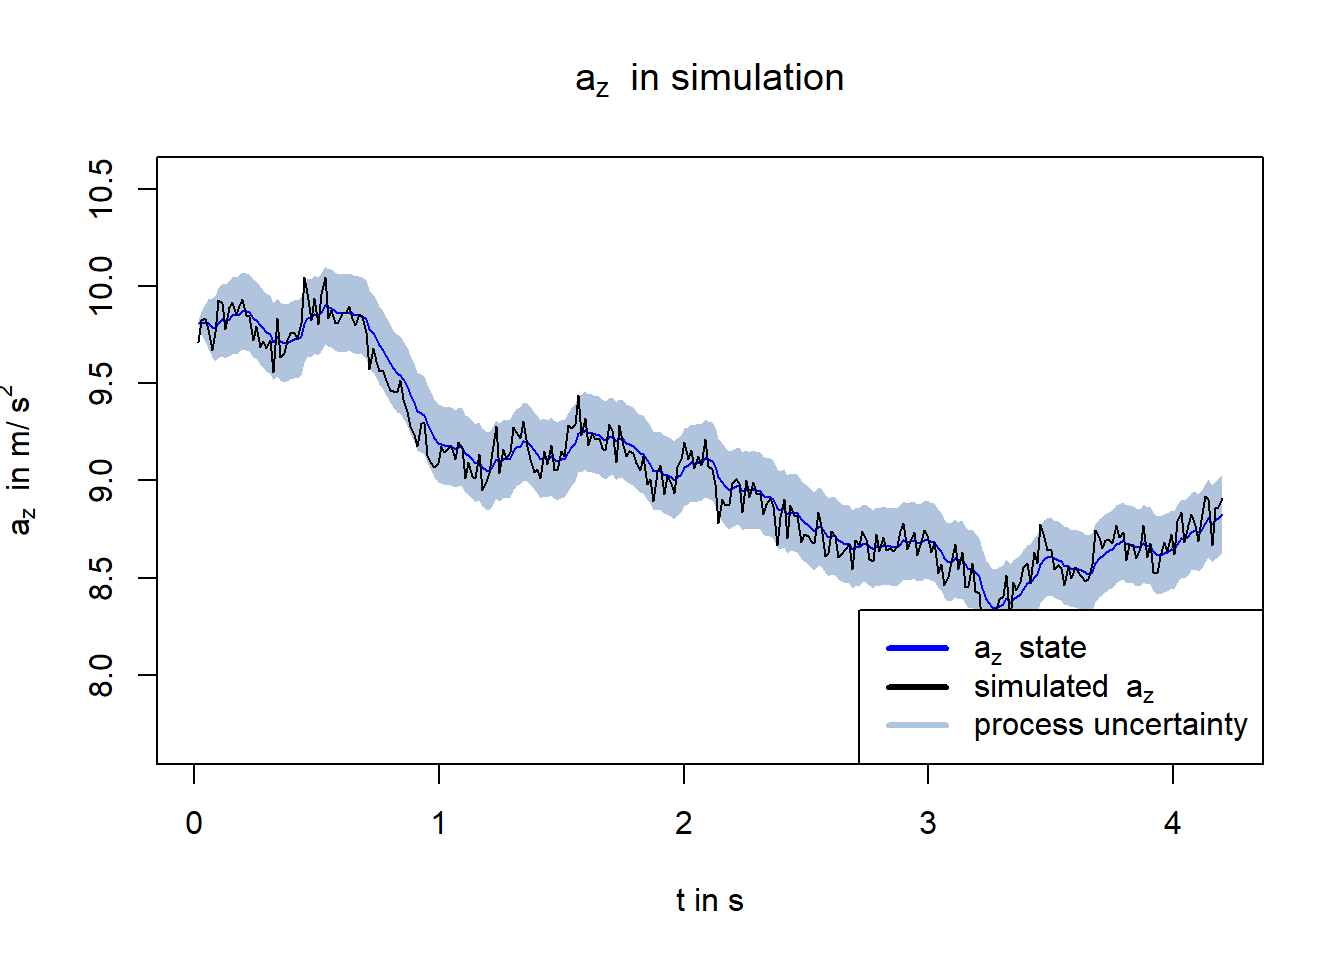 a_z in simulation
a_z in m/s²
10.5
10.0
9.5
9.0
8.5
8.0
0 1 2 3 4
t in s
a_z state
simulated a_z
process uncertainty